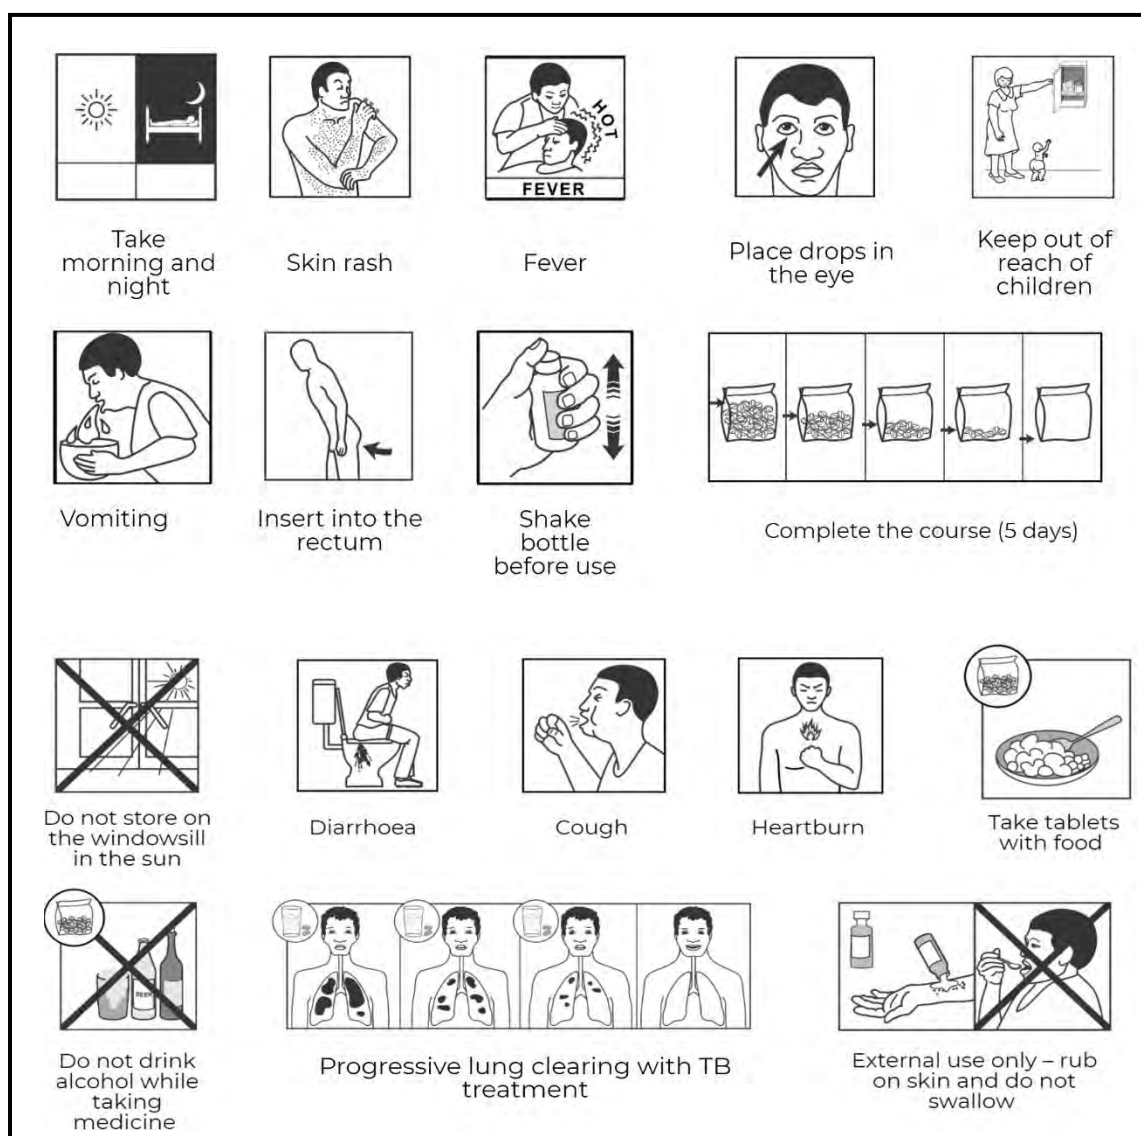 HOT
FEVER
Take
morning and
night
Skin rash
Fever
Place drops in
the eye
Keep out of
reach of
children
Vomiting
Insert into the
rectum
Shake
bottle
before use
Complete the course (5 days)
Do not store on
the windowsill
in the sun
Diarrhoea
Cough
Heartburn
Take tablets
with food
BEER
Do not drink
alcohol while
taking
medicine
Progressive lung clearing with TB
treatment
External use only – rub
on skin and do not
swallow